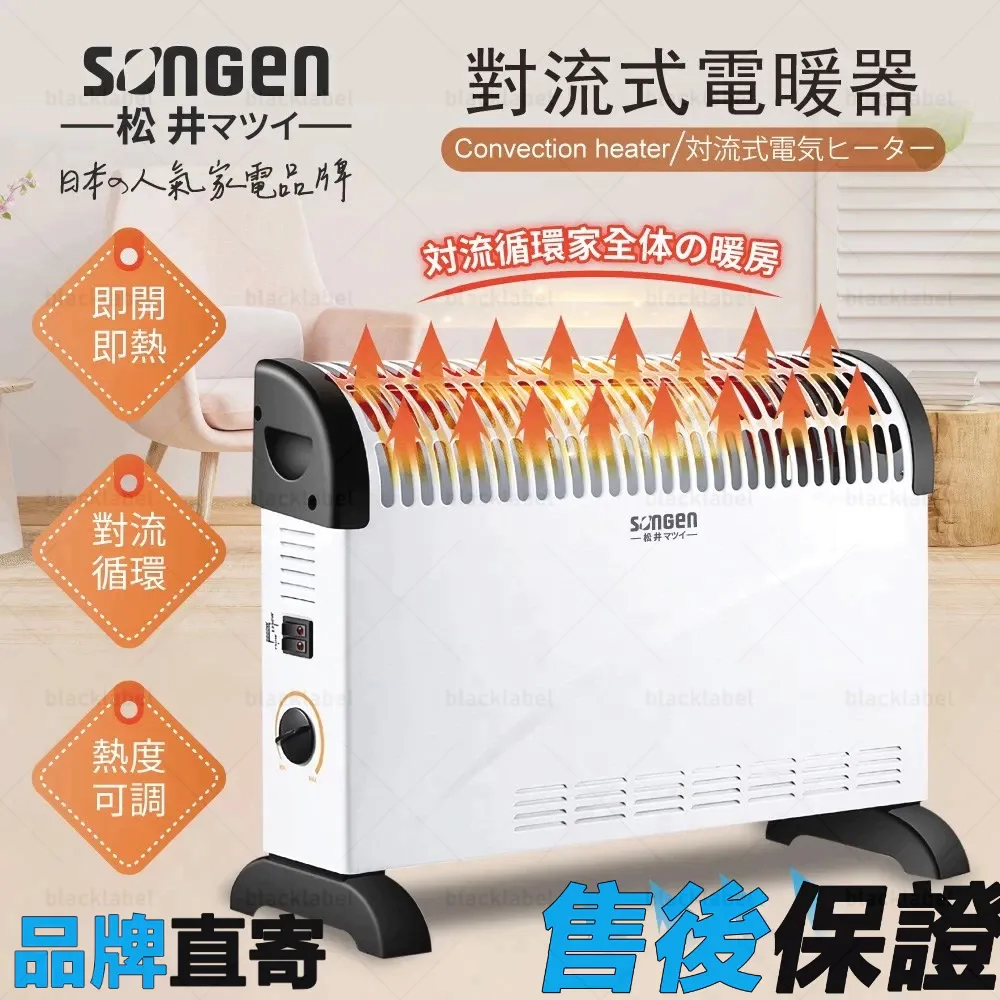 SONGEN
松井マツイ
日本の人氣家電品牌
對流式電暖器
Convection heater/対流式電気ヒーター
対流循環家全体の暖房
即開
即熱
對流
循環
熱度
可調
SONGEN
松井マツイ
品牌直寄
售後保證
blacklabel